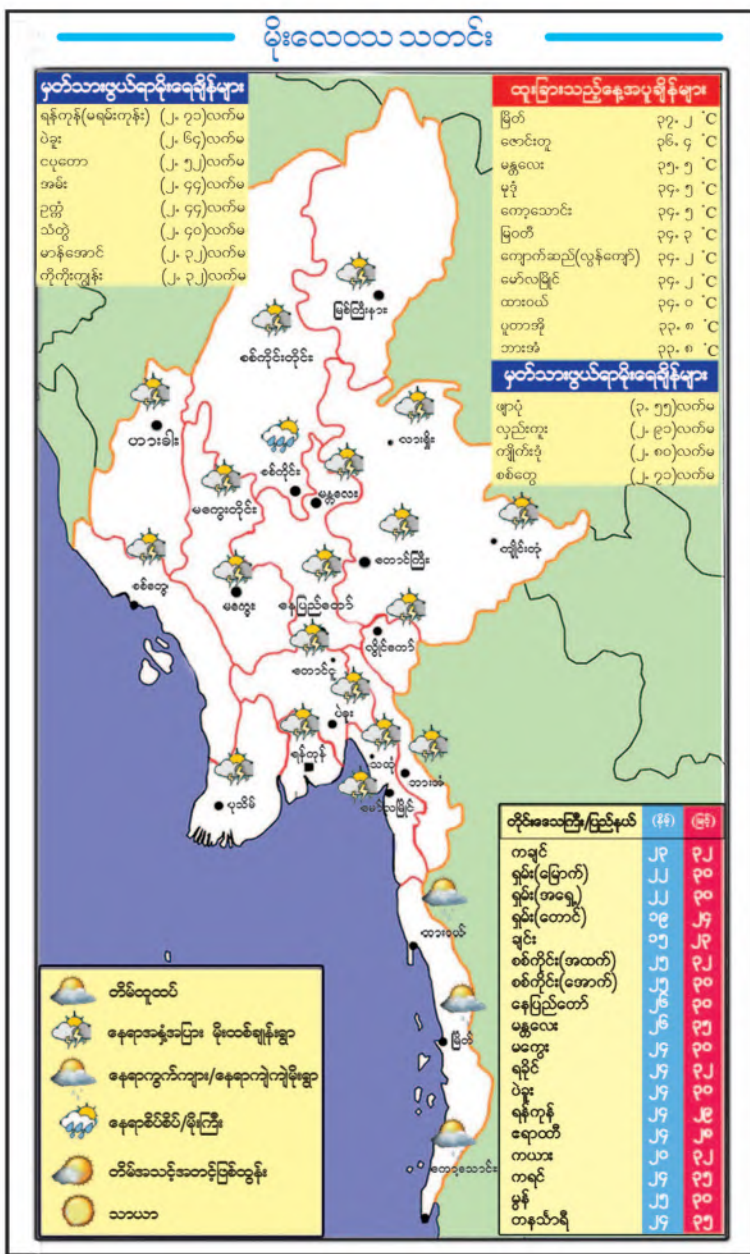 မိုးလေဝသ သတင်း
မှတ်သားဖွယ်ရာမိုးရေချိန်များ
ရန်ကုန်(မရမ်းကုန်း) (၂. ၇၁)လက်မ
ပဲခူး (၂. ၆၄)လက်မ
ငပုတော (၂. ၅၂)လက်မ
အမ်း (၂. ၄၄)လက်မ
ဥတ္တံ (၂. ၄၄)လက်မ
သံတွဲ (၂. ၄၀)လက်မ
မာန်အောင် (၂. ၃၂)လက်မ
ကိုကိုးကျွန်း (၂. ၃၂)လက်မ
ထူးခြားသည့်နေ့အပူချိန်များ
မြိတ် ၃၇. ၂ °C
ဇောင်းတူ ၃၆. ၄ °C
မန္တလေး ၃၅. ၅ °C
မုဒုံ ၃၄. ၅ °C
ကော့သောင်း ၃၄. ၅ °C
မြဝတီ ၃၄. ၃ °C
ကျောက်ဆည်(လွန်ကျော်) ၃၄. ၂ °C
မော်လမြိုင် ၃၄. ၂ °C
ထားဝယ် ၃၄. ၀ °C
ပူတာအို ၃၃. ၈ °C
ဘားအံ ၃၃. ၈ °C
မှတ်သားဖွယ်ရာမိုးရေချိန်များ
ဖျာပုံ (၃. ၅၅)လက်မ
လှည်းကူး (၂. ၉၁)လက်မ
ကျိုက်ဒုံ (၂. ၈၀)လက်မ
စစ်တွေ (၂. ၇၁)လက်မ
မြစ်ကြီးနား
စစ်ကိုင်းတိုင်း
ဟားခါး
လားရှိုး
စစ်ကိုင်း
မန္တလေး
မကွေးတိုင်း
ကျိုင်းတုံ
တောင်ကြီး
စစ်တွေ
မကွေး
နေပြည်တော်
လွိုင်ကော်
တောင်ငူ
ပဲခူး
ရန်ကုန်
သထုံ
ဘားအံ
ပုသိမ်
မော်လမြိုင်
ထားဝယ်
မြိတ်
ကော့သောင်း
တိမ်ထူထပ်
နေရာအနှံ့အပြား မိုးထစ်ချုန်းရွာ
နေရာကွက်ကျား/နေရာကျဲကျဲမိုးရွာ
နေရာစိပ်စိပ်/မိုးကြီး
တိမ်အသင့်အတင့်ဖြစ်ထွန်း
သာယာ
တိုင်းဒေသကြီး/ပြည်နယ် (နိမ့်) (မြင့်)
ကချင် ၂၃ ၃၂
ရှမ်း(မြောက်) ၂၂ ၃၀
ရှမ်း(အရှေ့) ၂၂ ၃၀
ရှမ်း(တောင်) ၁၉ ၂၄
ချင်း ၁၅ ၂၃
စစ်ကိုင်း(အထက်) ၂၅ ၃၂
စစ်ကိုင်း(အောက်) ၂၅ ၃၀
နေပြည်တော် ၂၆ ၃၀
မန္တလေး ၂၆ ၃၅
မကွေး ၂၄ ၃၀
ရခိုင် ၂၄ ၃၂
ပဲခူး ၂၄ ၃၀
ရန်ကုန် ၂၄ ၂၉
ဧရာဝတီ ၂၄
ကယား ၂၀ ၃၂
ကရင် ၂၄ ၃၅
မွန် ၂၅ ၃၀
တနင်္သာရီ ၂၄ ၃၅